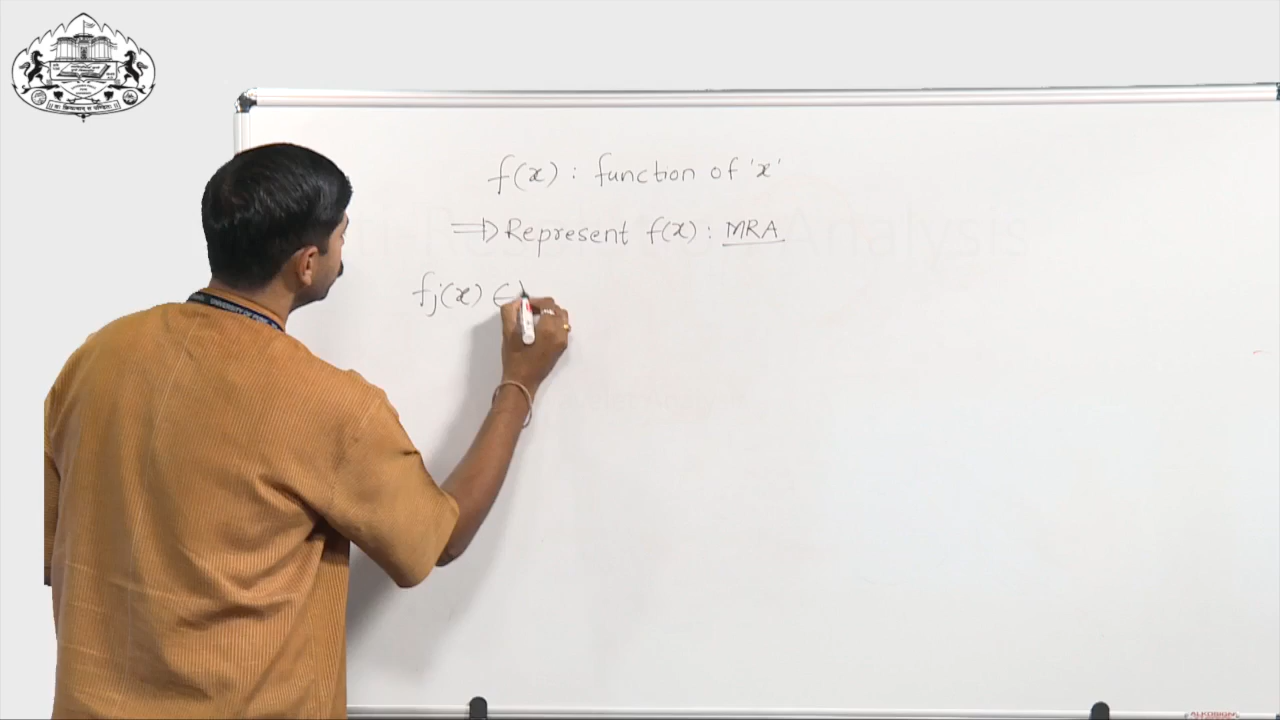 f(x) : function of 'x'
⇒ Represent f(x) : MRA
fj(x) ∈